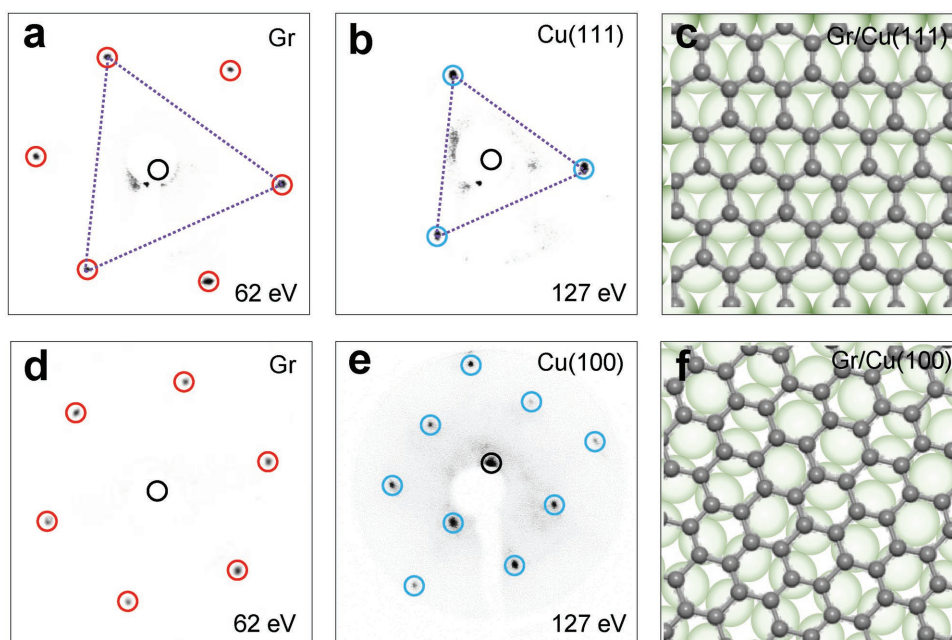 a
Gr
62 eV
b
Cu(111)
127 eV
c
Gr/Cu(111)
d
Gr
62 eV
e
Cu(100)
127 eV
f
Gr/Cu(100)